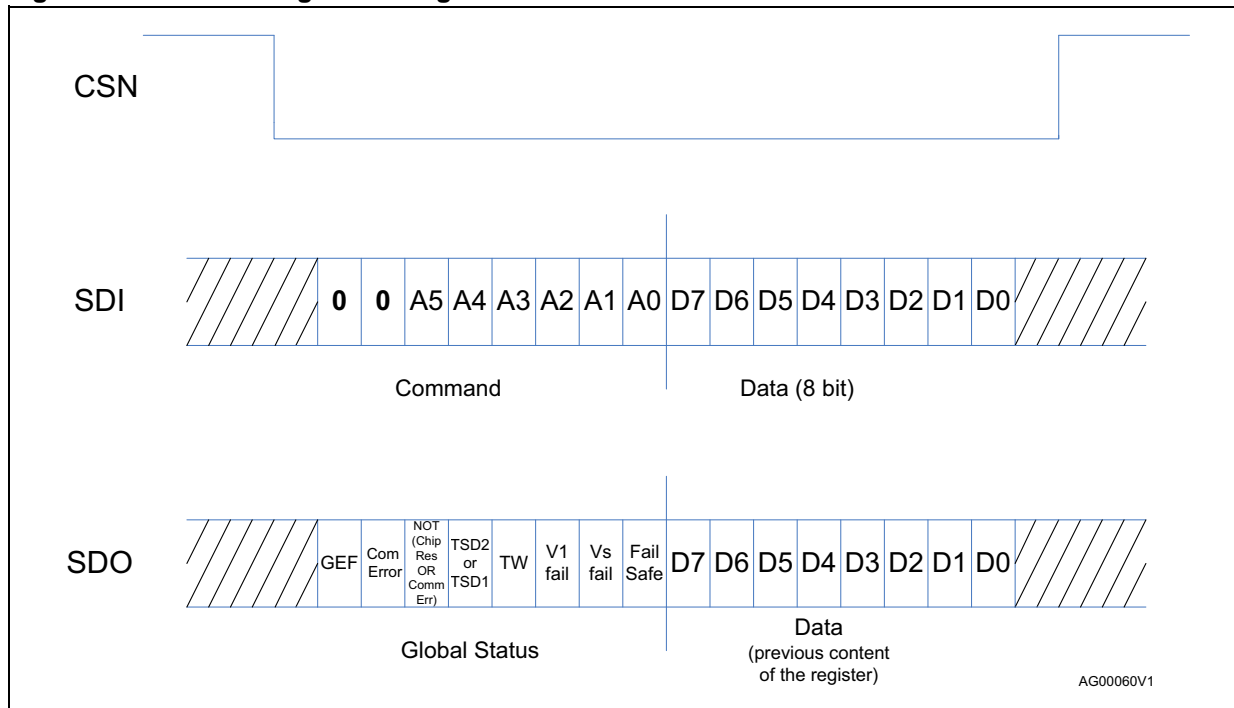 CSN
SDI
0 0 A5 A4 A3 A2 A1 A0 D7 D6 D5 D4 D3 D2 D1 D0
Command
Data (8 bit)
SDO
GEF
Com
Error
NOT
(Chip
Res
OR
Comm
Err)
TSD2
or
TSD1
TW
V1
fail
Vs
fail
Fail
Safe
D7 D6 D5 D4 D3 D2 D1 D0
Global Status
Data
(previous content
of the register)
AG00060V1